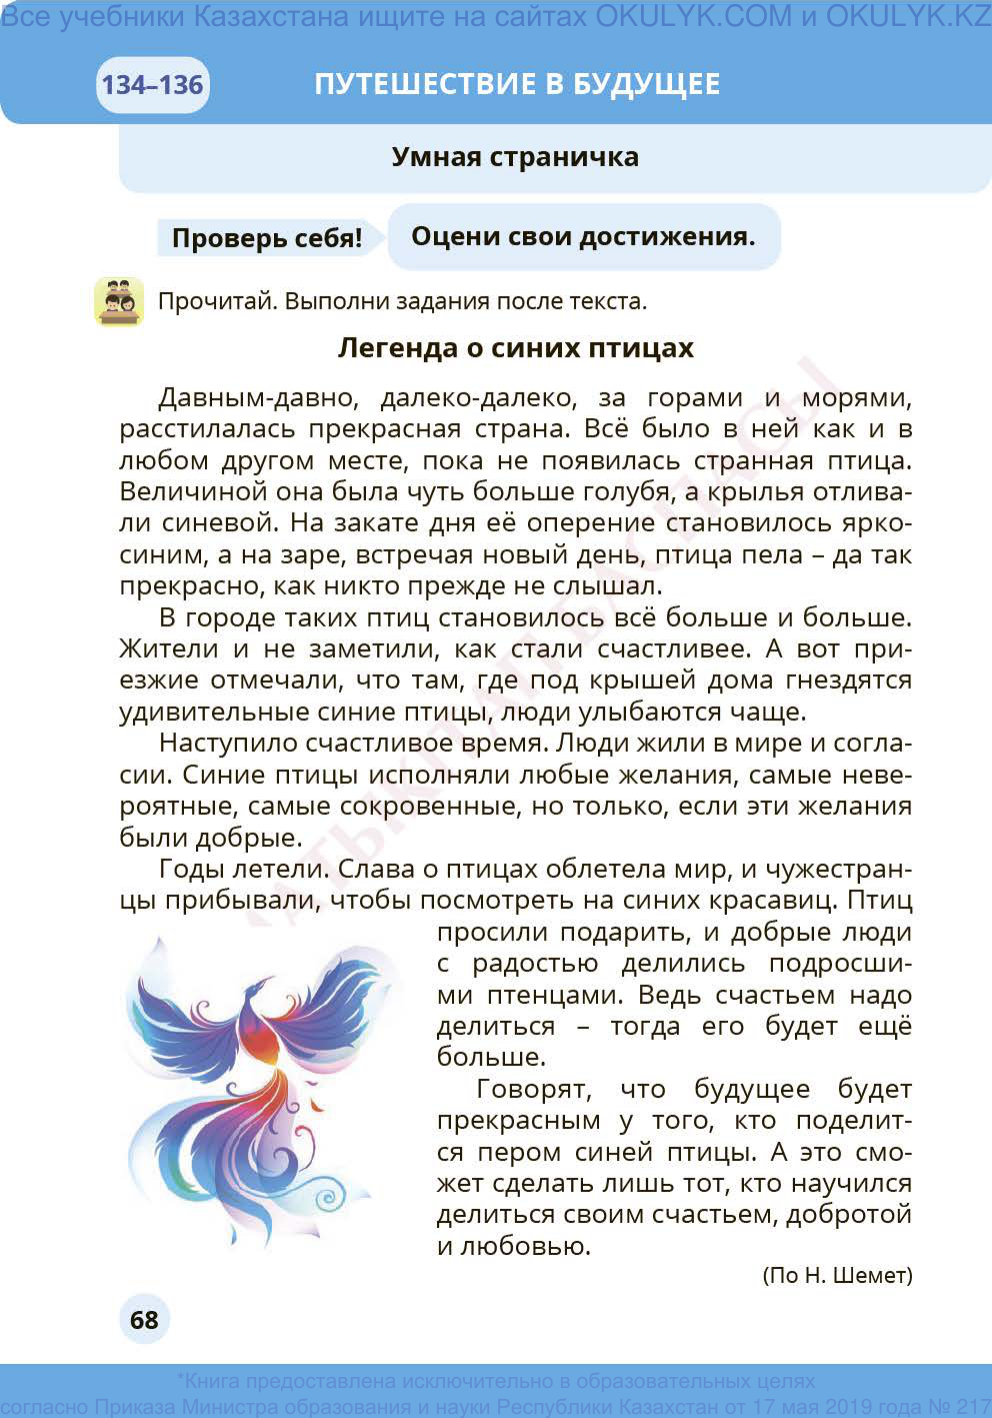 Все учебники Казахстана ищите на сайтах OKULYK.COM и OKULYK.KZ
134–136
ПУТЕШЕСТВИЕ В БУДУЩЕЕ
Умная страничка
Проверь себя!
Оцени свои достижения.
Прочитай. Выполни задания после текста.
Легенда о синих птицах
Давным-давно, далеко-далеко, за горами и морями,
расстилалась прекрасная страна. Всё было в ней как и в
любом другом месте, пока не появилась странная птица.
Величиной она была чуть больше голубя, а крылья отлива-
ли синевой. На закате дня её оперение становилось ярко-
синим, а на заре, встречая новый день, птица пела – да так
прекрасно, как никто прежде не слышал.
В городе таких птиц становилось всё больше и больше.
Жители и не заметили, как стали счастливее. А вот при-
езжие отмечали, что там, где под крышей дома гнездятся
удивительные синие птицы, люди улыбаются чаще.
Наступило счастливое время. Люди жили в мире и согла-
сии. Синие птицы исполняли любые желания, самые неве-
роятные, самые сокровенные, но только, если эти желания
были добрые.
Годы летели. Слава о птицах облетела мир, и чужестран-
цы прибывали, чтобы посмотреть на синих красавиц. Птиц
просили подарить, и добрые люди
с радостью делились подросши-
ми птенцами. Ведь счастьем надо
делиться – тогда его будет ещё
больше.
Говорят, что будущее будет
прекрасным у того, кто поделит-
ся пером синей птицы. А это смо-
жет сделать лишь тот, кто научился
делиться своим счастьем, добротой
и любовью.
(По Н. Шемет)
68
*Книга предоставлена исключительно в образовательных целях
согласно Приказа Министра образования и науки Республики Казахстан от 17 мая 2019 года № 217